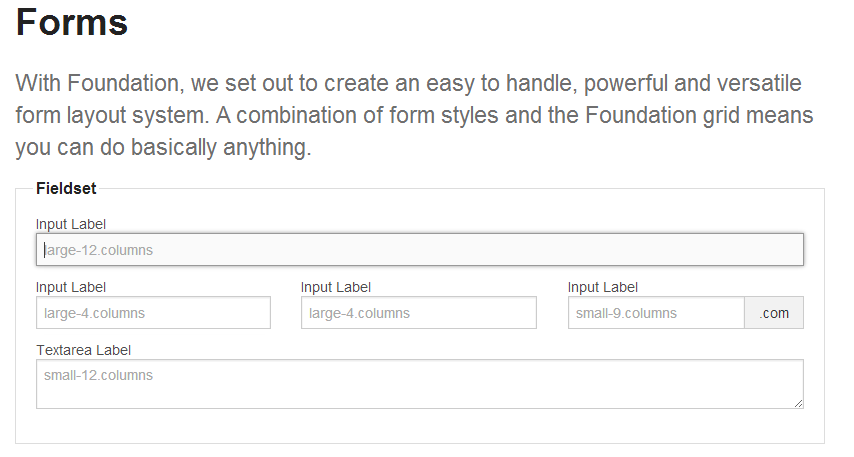 Forms
With Foundation, we set out to create an easy to handle, powerful and versatile
form layout system. A combination of form styles and the Foundation grid means
you can do basically anything.
Fieldset
Input Label
large-12.columns
Input Label Input Label Input Label
large-4.columns large-4.columns small-9.columns .com
Textarea Label
small-12.columns